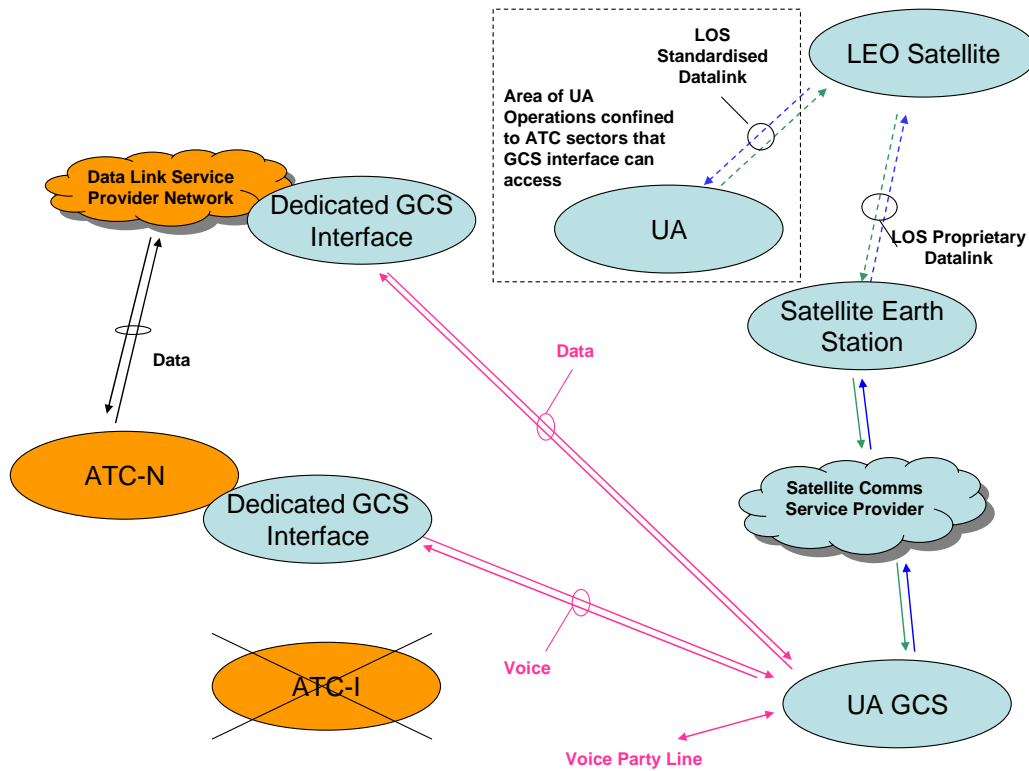 LOS
Standardised
Datalink
LEO Satellite
Area of UA
Operations confined
to ATC sectors that
GCS interface can
access
Data Link Service
Provider Network
Dedicated GCS
Interface
UA
LOS Proprietary
Datalink
Satellite Earth
Station
Data
Data
ATC-N
Dedicated GCS
Interface
Satellite Comms
Service Provider
Voice
ATC-I
UA GCS
Voice Party Line